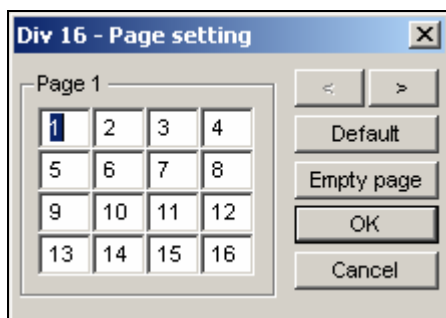 Div 16 - Page setting
Page 1
< >
1 2 3 4
Default
5 6 7 8
Empty page
9 10 11 12
OK
13 14 15 16
Cancel